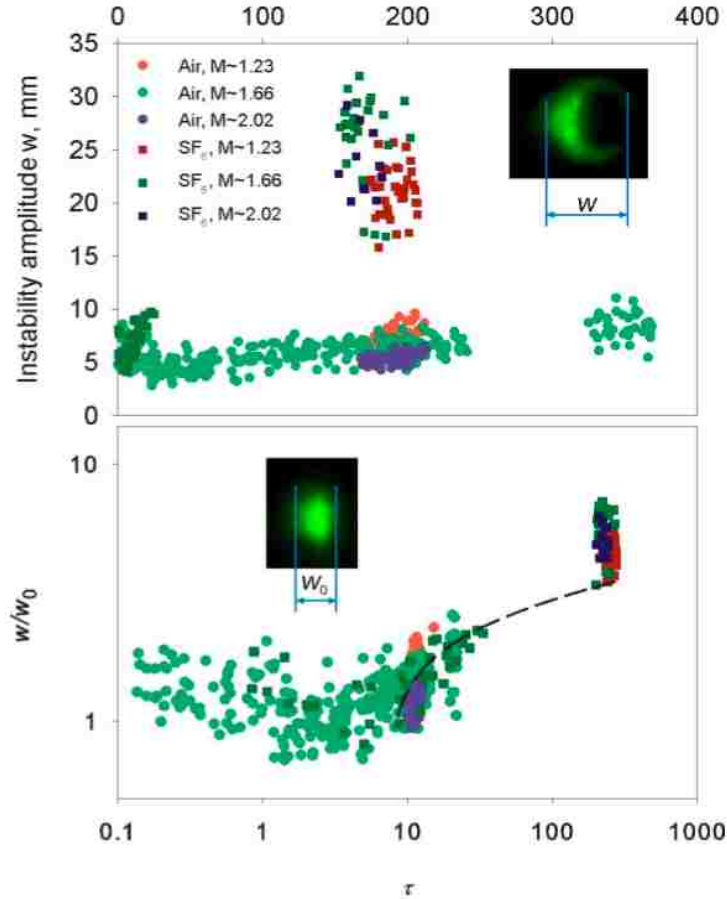 0 100 200 300 400
40
35
30
25
20
15
10
5
0
Instability amplitude w, mm
Air, M~1.23
Air, M~1.66
Air, M~2.02
SF₆, M~1.23
SF₆, M~1.66
SF₆, M~2.02
W
10
1
w/w₀
W₀
0.1 1 10 100 1000
τ